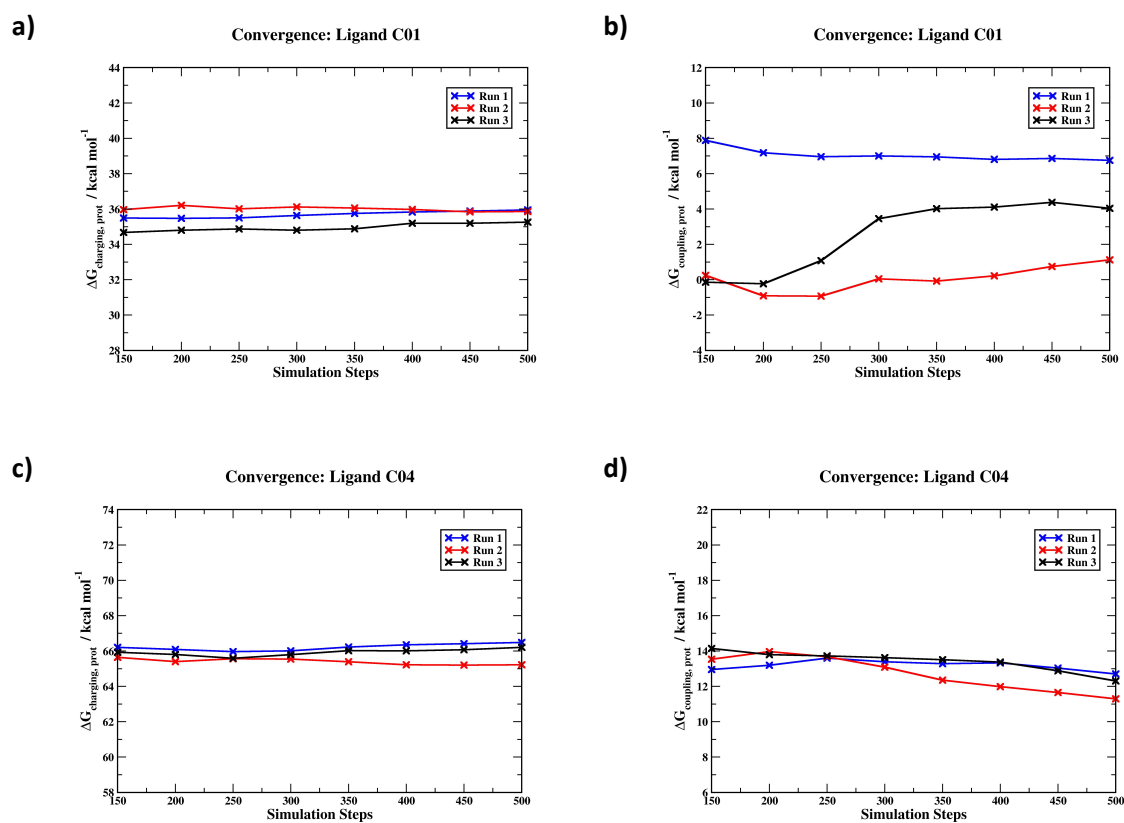 a)
Convergence: Ligand C01
44
42
40
38
36
34
32
30
28
ΔG_charging, prot / kcal mol⁻¹
Run 1
Run 2
Run 3
150 200 250 300 350 400 450 500
Simulation Steps
b)
Convergence: Ligand C01
12
10
8
6
4
2
0
-2
-4
ΔG_coupling, prot / kcal mol⁻¹
Run 1
Run 2
Run 3
150 200 250 300 350 400 450 500
Simulation Steps
c)
Convergence: Ligand C04
74
72
70
68
66
64
62
60
58
ΔG_charging, prot / kcal mol⁻¹
Run 1
Run 2
Run 3
150 200 250 300 350 400 450 500
Simulation Steps
d)
Convergence: Ligand C04
22
20
18
16
14
12
10
8
6
ΔG_coupling, prot / kcal mol⁻¹
Run 1
Run 2
Run 3
150 200 250 300 350 400 450 500
Simulation Steps